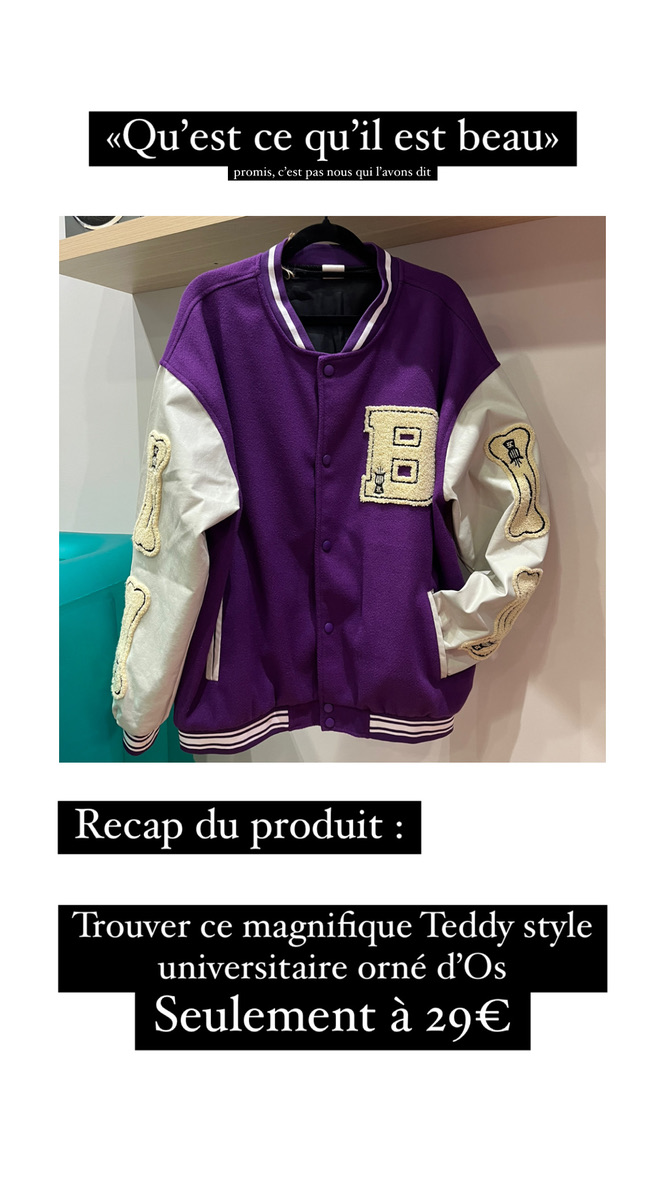 «Qu’est ce qu’il est beau»
promis, c’est pas nous qui l’avons dit
B
Recap du produit :
Trouver ce magnifique Teddy style
universitaire orné d’Os
Seulement à 29€